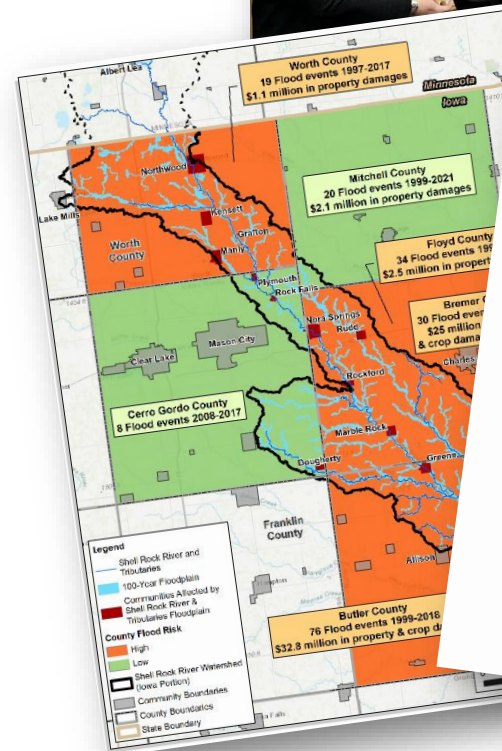 Albert Lea
Worth County
19 Flood events 1997-2017
$1.1 million in property damages
Minnesota
Iowa
Northwood
Mitchell County
20 Flood events 1999-2021
$2.1 million in property damages
Lake Mills
Kensett
Grafton
Worth
County
Manly
Floyd County
34 Flood events 199
$2.5 million in propert
Plymouth
Rock Falls
Bremer C
30 Flood even
$25 million
& crop dama
Nora Springs
Rudd
Mason City
Clear Lake
Charles
Rockford
Cerro Gordo County
8 Flood events 2008-2017
Marble Rock
Dougherty
Greene
Franklin
County
Allison
Butler County
76 Flood events 1999-2018
$32.8 million in property & crop da
Legend
Shell Rock River and
Tributaries
100-Year Floodplain
Communities Affected by
Shell Rock River &
Tributaries Floodplain
County Flood Risk
High
Low
Shell Rock River Watershed
(Iowa Portion)
Community Boundaries
County Boundaries
State Boundary